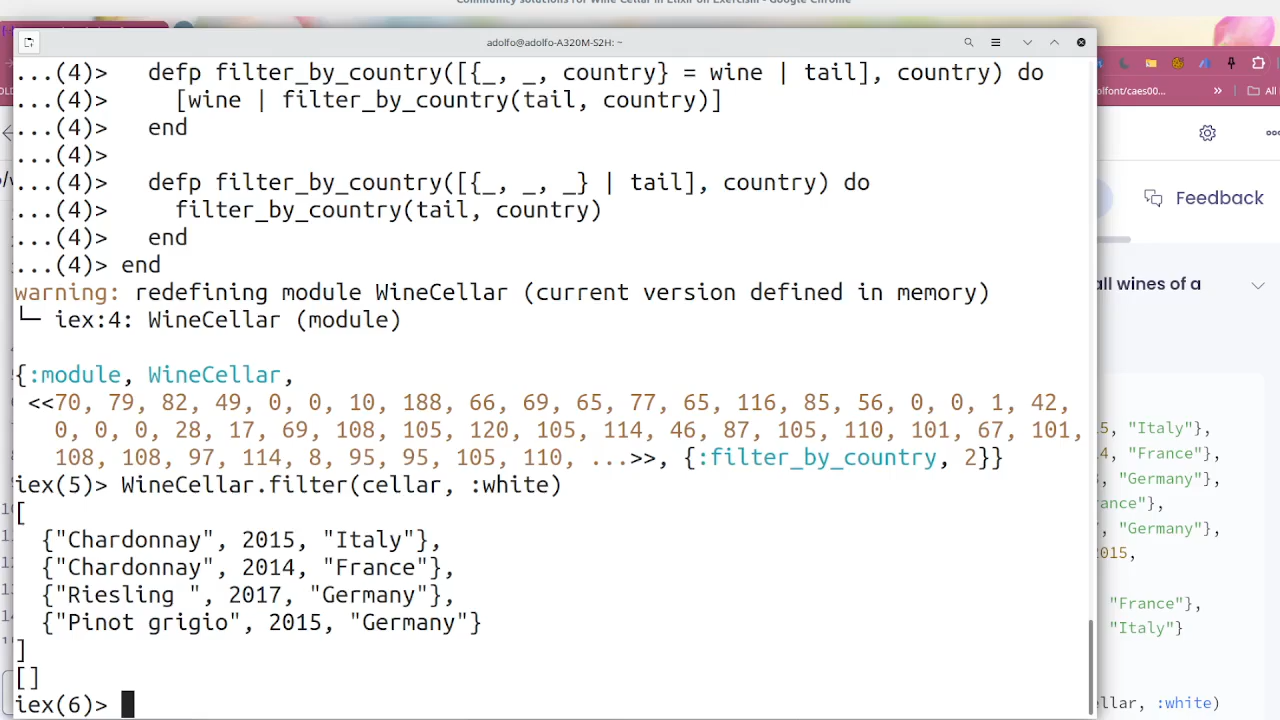 Community solutions for Wine Cellar in Elixir on Exercism - Google Chrome
adolfo@adolfo-A320M-S2H: ~
...(4)>   defp filter_by_country([{_, _, country} = wine | tail], country) do
...(4)>     [wine | filter_by_country(tail, country)]
...(4)>   end
...(4)>
...(4)>   defp filter_by_country([{_, _, _} | tail], country) do
...(4)>     filter_by_country(tail, country)
...(4)>   end
...(4)> end
warning: redefining module WineCellar (current version defined in memory)
└─ iex:4: WineCellar (module)
{:module, WineCellar,
<<70, 79, 82, 49, 0, 0, 10, 188, 66, 69, 65, 77, 65, 116, 85, 56, 0, 0, 1, 42,
0, 0, 0, 28, 17, 69, 108, 105, 120, 105, 114, 46, 87, 105, 110, 101, 67, 101,
108, 108, 97, 114, 8, 95, 95, 105, 110, ...>>, {:filter_by_country, 2}}
iex(5)> WineCellar.filter(cellar, :white)
[
{"Chardonnay", 2015, "Italy"},
{"Chardonnay", 2014, "France"},
{"Riesling ", 2017, "Germany"},
{"Pinot grigio", 2015, "Germany"}
]
[]
iex(6)>
olfont/caes00...
»
All
Feedback
all wines of a
5, "Italy"},
4, "France"},
, "Germany"},
ance"},
, "Germany"},
015,
"France"},
"Italy"}
llar, :white)